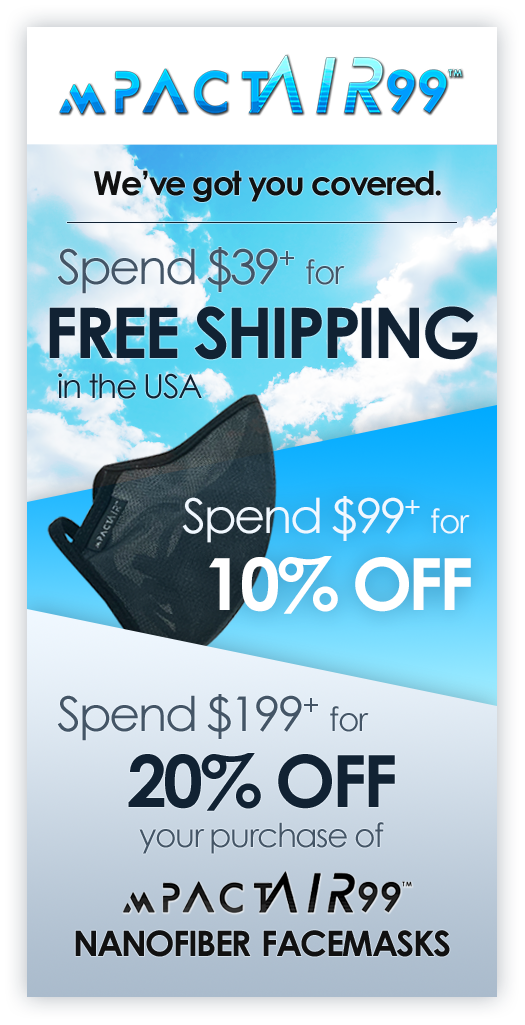 mPACTAIR99™
We've got you covered.
Spend $39+ for
FREE SHIPPING
in the USA
mPACTAIR99
Spend $99+ for
10% OFF
Spend $199+ for
20% OFF
your purchase of
mPACTAIR99™
NANOFIBER FACEMASKS